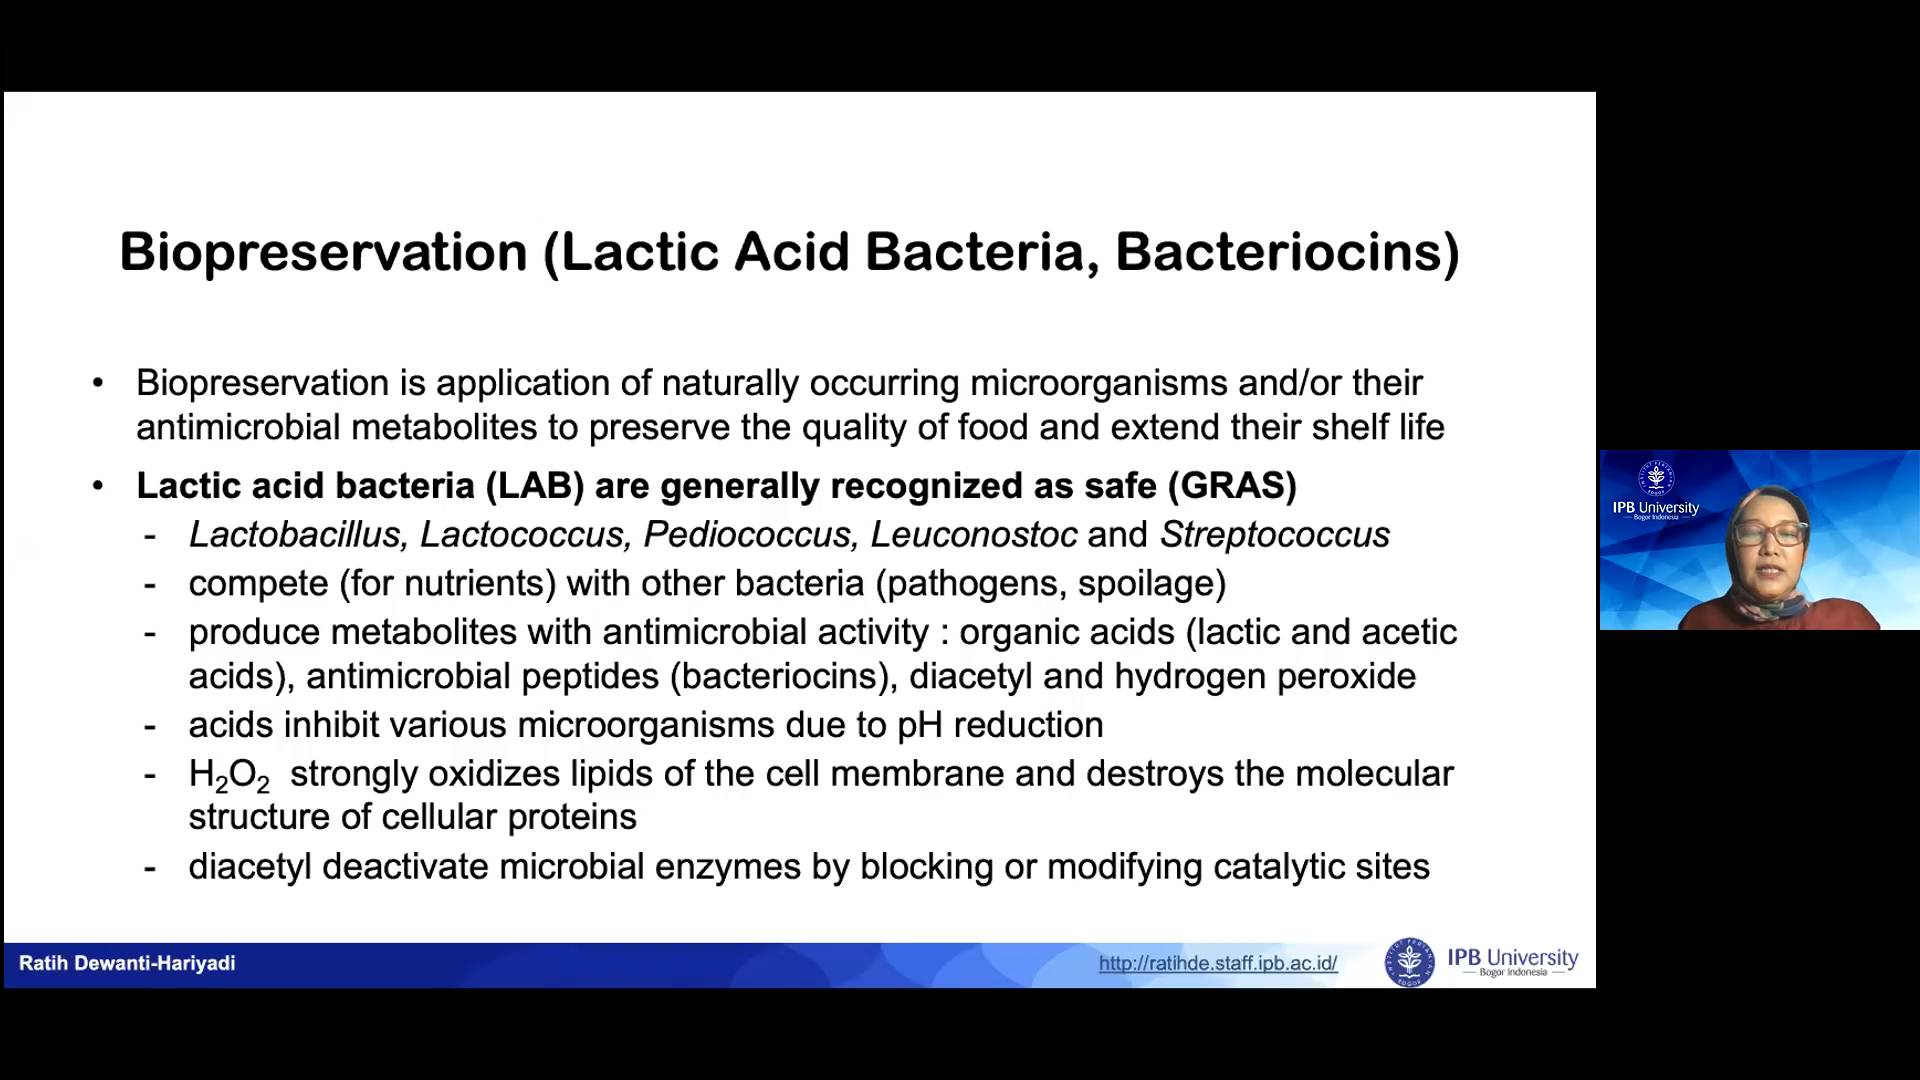 Biopreservation (Lactic Acid Bacteria, Bacteriocins)
• Biopreservation is application of naturally occurring microorganisms and/or their
antimicrobial metabolites to preserve the quality of food and extend their shelf life
• Lactic acid bacteria (LAB) are generally recognized as safe (GRAS)
- Lactobacillus, Lactococcus, Pediococcus, Leuconostoc and Streptococcus
- compete (for nutrients) with other bacteria (pathogens, spoilage)
- produce metabolites with antimicrobial activity : organic acids (lactic and acetic
acids), antimicrobial peptides (bacteriocins), diacetyl and hydrogen peroxide
- acids inhibit various microorganisms due to pH reduction
- H₂O₂ strongly oxidizes lipids of the cell membrane and destroys the molecular
structure of cellular proteins
- diacetyl deactivate microbial enzymes by blocking or modifying catalytic sites
Ratih Dewanti-Hariyadi
http://ratihde.staff.ipb.ac.id/
IPB University
Bogor Indonesia
IPB University
Bogor Indonesia